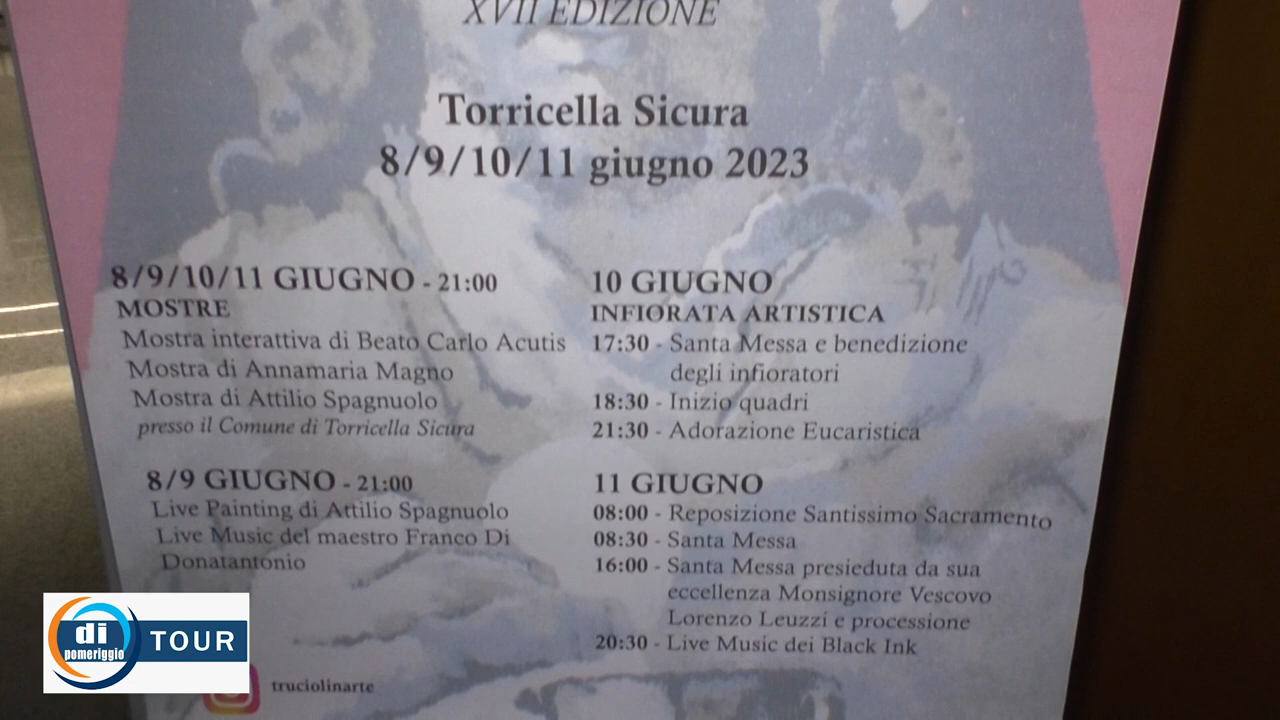 XVII EDIZIONE
Torricella Sicura
8/9/10/11 giugno 2023
8/9/10/11 GIUGNO - 21:00
MOSTRE
Mostra interattiva di Beato Carlo Acutis
Mostra di Annamaria Magno
Mostra di Attilio Spagnuolo
presso il Comune di Torricella Sicura
8/9 GIUGNO - 21:00
Live Painting di Attilio Spagnuolo
Live Music del maestro Franco Di
Donatantonio
10 GIUGNO
INFIORATA ARTISTICA
17:30 - Santa Messa e benedizione
degli infioratori
18:30 - Inizio quadri
21:30 - Adorazione Eucaristica
11 GIUGNO
08:00 - Reposizione Santissimo Sacramento
08:30 - Santa Messa
16:00 - Santa Messa presieduta da sua
eccellenza Monsignore Vescovo
Lorenzo Leuzzi e processione
20:30 - Live Music dei Black Ink
truciolinarte
di
pomeriggio
TOUR